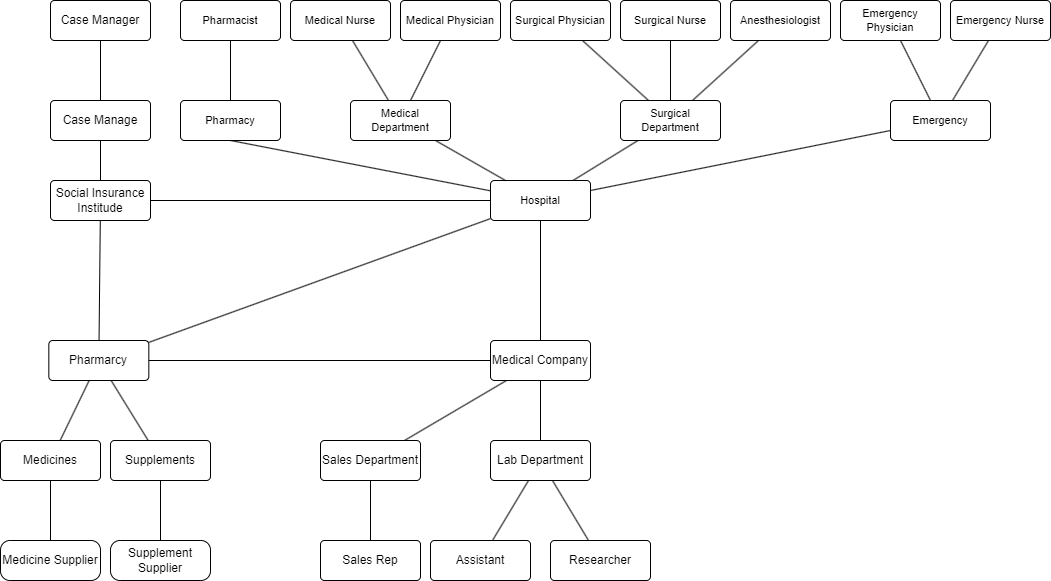 Case Manager
Pharmacist
Medical Nurse
Medical Physician
Surgical Physician
Surgical Nurse
Anesthesiologist
Emergency
Physician
Emergency Nurse
Case Manage
Pharmacy
Medical
Department
Surgical
Department
Emergency
Social Insurance
Institude
Hospital
Pharmarcy
Medical Company
Medicines
Supplements
Sales Department
Lab Department
Medicine Supplier
Supplement
Supplier
Sales Rep
Assistant
Researcher